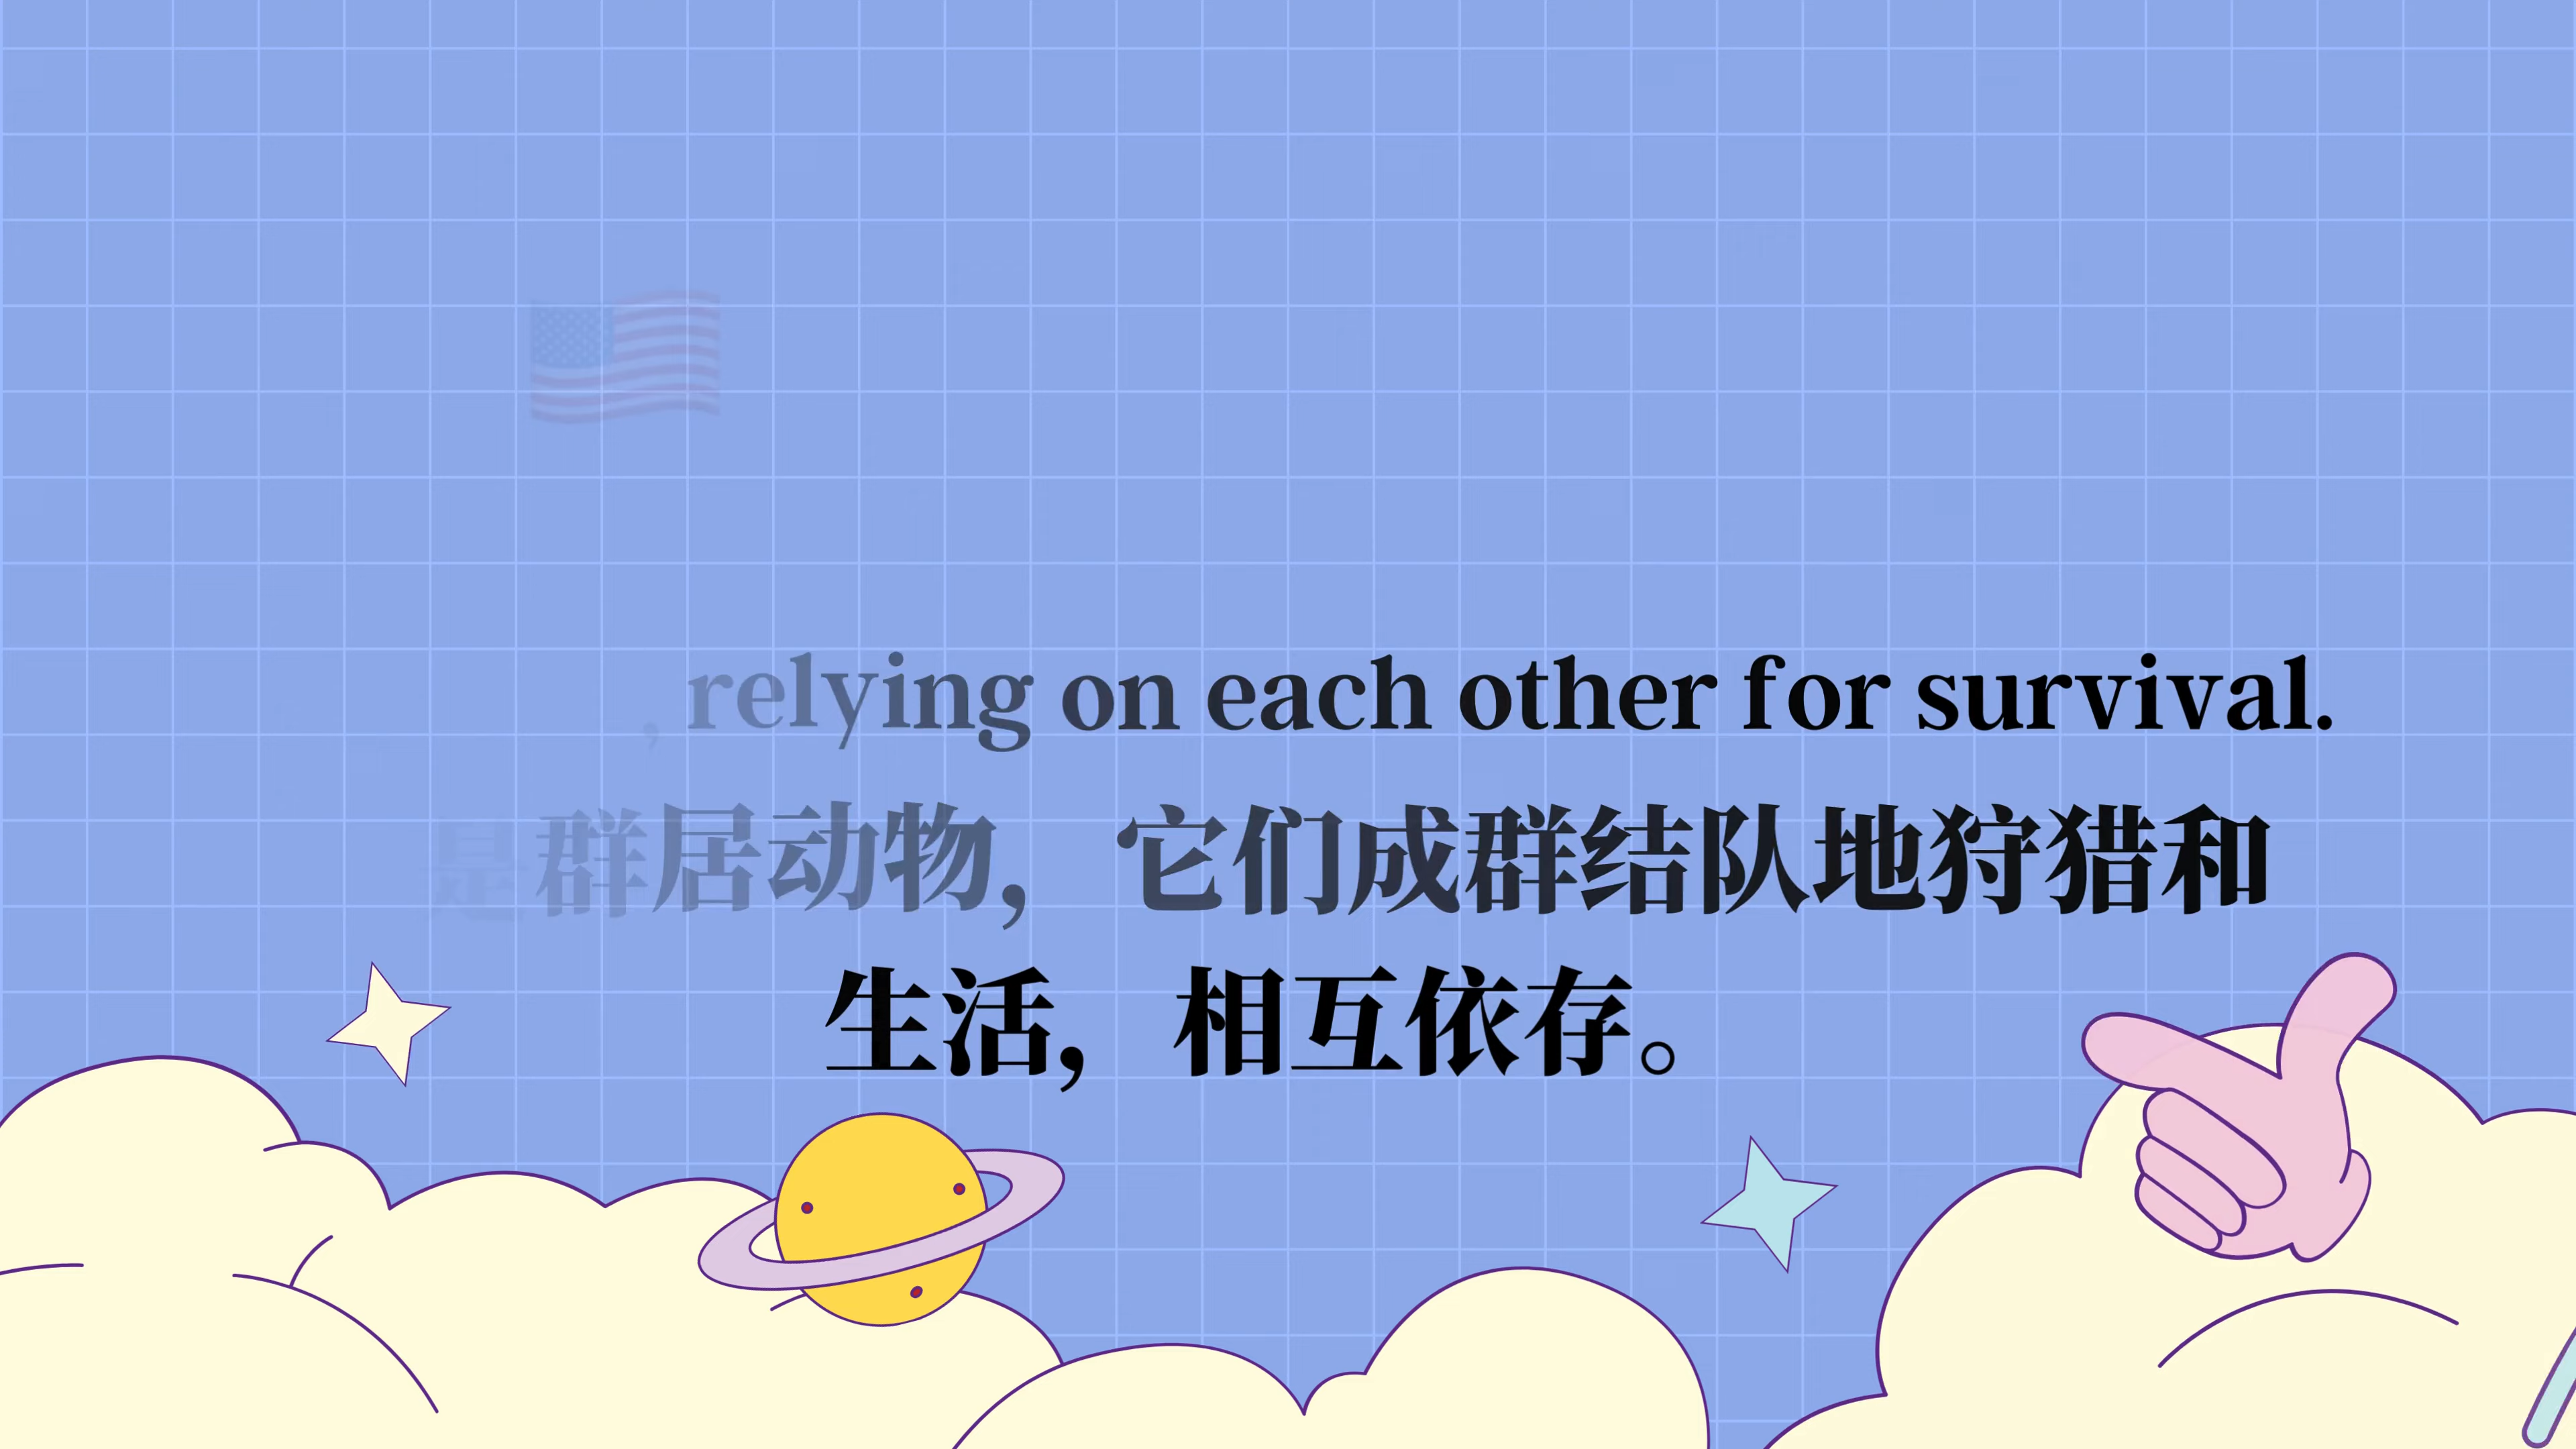 , relying on each other for survival.
是群居动物，它们成群结队地狩猎和
生活，相互依存。